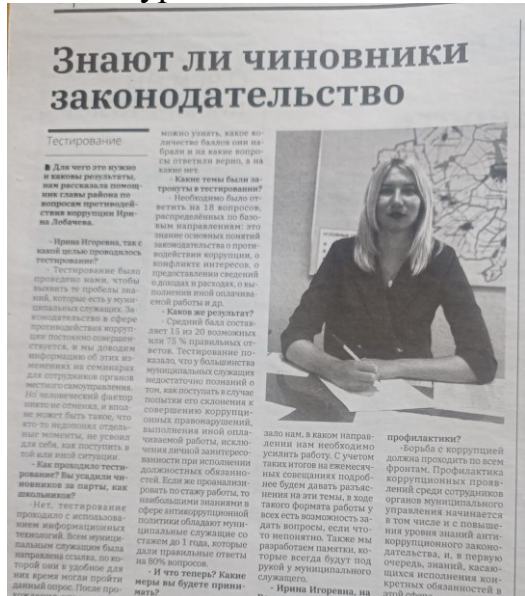 Знают ли чиновники
законодательство
Тестирование
Для чего это нужно
и каковы результаты,
нам рассказала помощ-
ник главы района по
вопросам противодей-
ствия коррупции Ири-
на Лобачева.
- Ирина Игоревна, так с
какой целью проводилось
тестирование?
- Тестирование было
проведено нами, чтобы
выявить те пробелы зна-
ний, которые есть у муни-
ципальных служащих. За-
конодательство в сфере
противодействия корруп-
ции постоянно совершен-
ствуется, и мы доводим
информацию об этих из-
менениях на семинарах
для сотрудников органов
местного самоуправления.
Но человеческий фактор
никто не отменял, и впол-
не может быть такое, что
кто-то недопонял отдель-
ные моменты, не усвоил
для себя, как поступить в
той или иной ситуации.
- Как проходило тести-
рование? Вы усадили чи-
новников за парты, как
школьников?
- Нет, тестирование
проходило с использова-
нием информационных
технологий. Всем муници-
пальным служащим была
направлена ссылка, по ко-
торой они в удобное для
них время могли пройти
данный опрос. После про-
можно узнать, какое ко-
личество баллов они на-
брали и на какие вопро-
сы ответили верно, а на
какие нет.
- Какие темы были за-
тронуты в тестировании?
- Необходимо было от-
ветить на 18 вопросов,
распределённых по базо-
вым направлениям: это
знание основных понятий
законодательства о проти-
водействии коррупции, о
конфликте интересов, о
предоставлении сведений
о доходах и расходах, о вы-
полнении иной оплачива-
емой работы и др.
- Каков же результат?
- Средний балл состав-
ляет 15 из 20 возможных
или 75 % правильных от-
ветов. Тестирование по-
казало, что у большинства
муниципальных служащих
недостаточно познаний о
том, как поступать в случае
попытки его склонения к
совершению коррупци-
онных правонарушений,
выполнения иной опла-
чиваемой работы, исклю-
чения личной заинтересо-
ванности при исполнении
должностных обязанно-
стей. Если же проанализи-
ровать по стажу работы, то
наибольшими знаниями в
сфере антикоррупционной
политики обладают муни-
ципальные служащие со
стажем до 1 года, которые
дали правильные ответы
на 80% вопросов.
- И что теперь? Какие
меры вы будете прини-
мать?
зало нам, в каком направ-
лении нам необходимо
усилить работу. С учетом
таких итогов на ежемесяч-
ных совещаниях подроб-
нее будем давать разъяс-
нения на эти темы, в ходе
такого формата работы у
всех есть возможность за-
дать вопросы, если что-
то непонятно. Также мы
разработаем памятки, ко-
торые всегда будут под
рукой у муниципального
служащего.
- Ирина Игоревна, на
профилактики?
-Борьба с коррупцией
должна проходить по всем
фронтам. Профилактика
коррупционных прояв-
лений среди сотрудников
органов муниципального
управления начинается
в том числе и с повыше-
ния уровня знаний анти-
коррупционного законо-
дательства, и, в первую
очередь, знаний, касаю-
щихся исполнения кон-
кретных обязанностей в